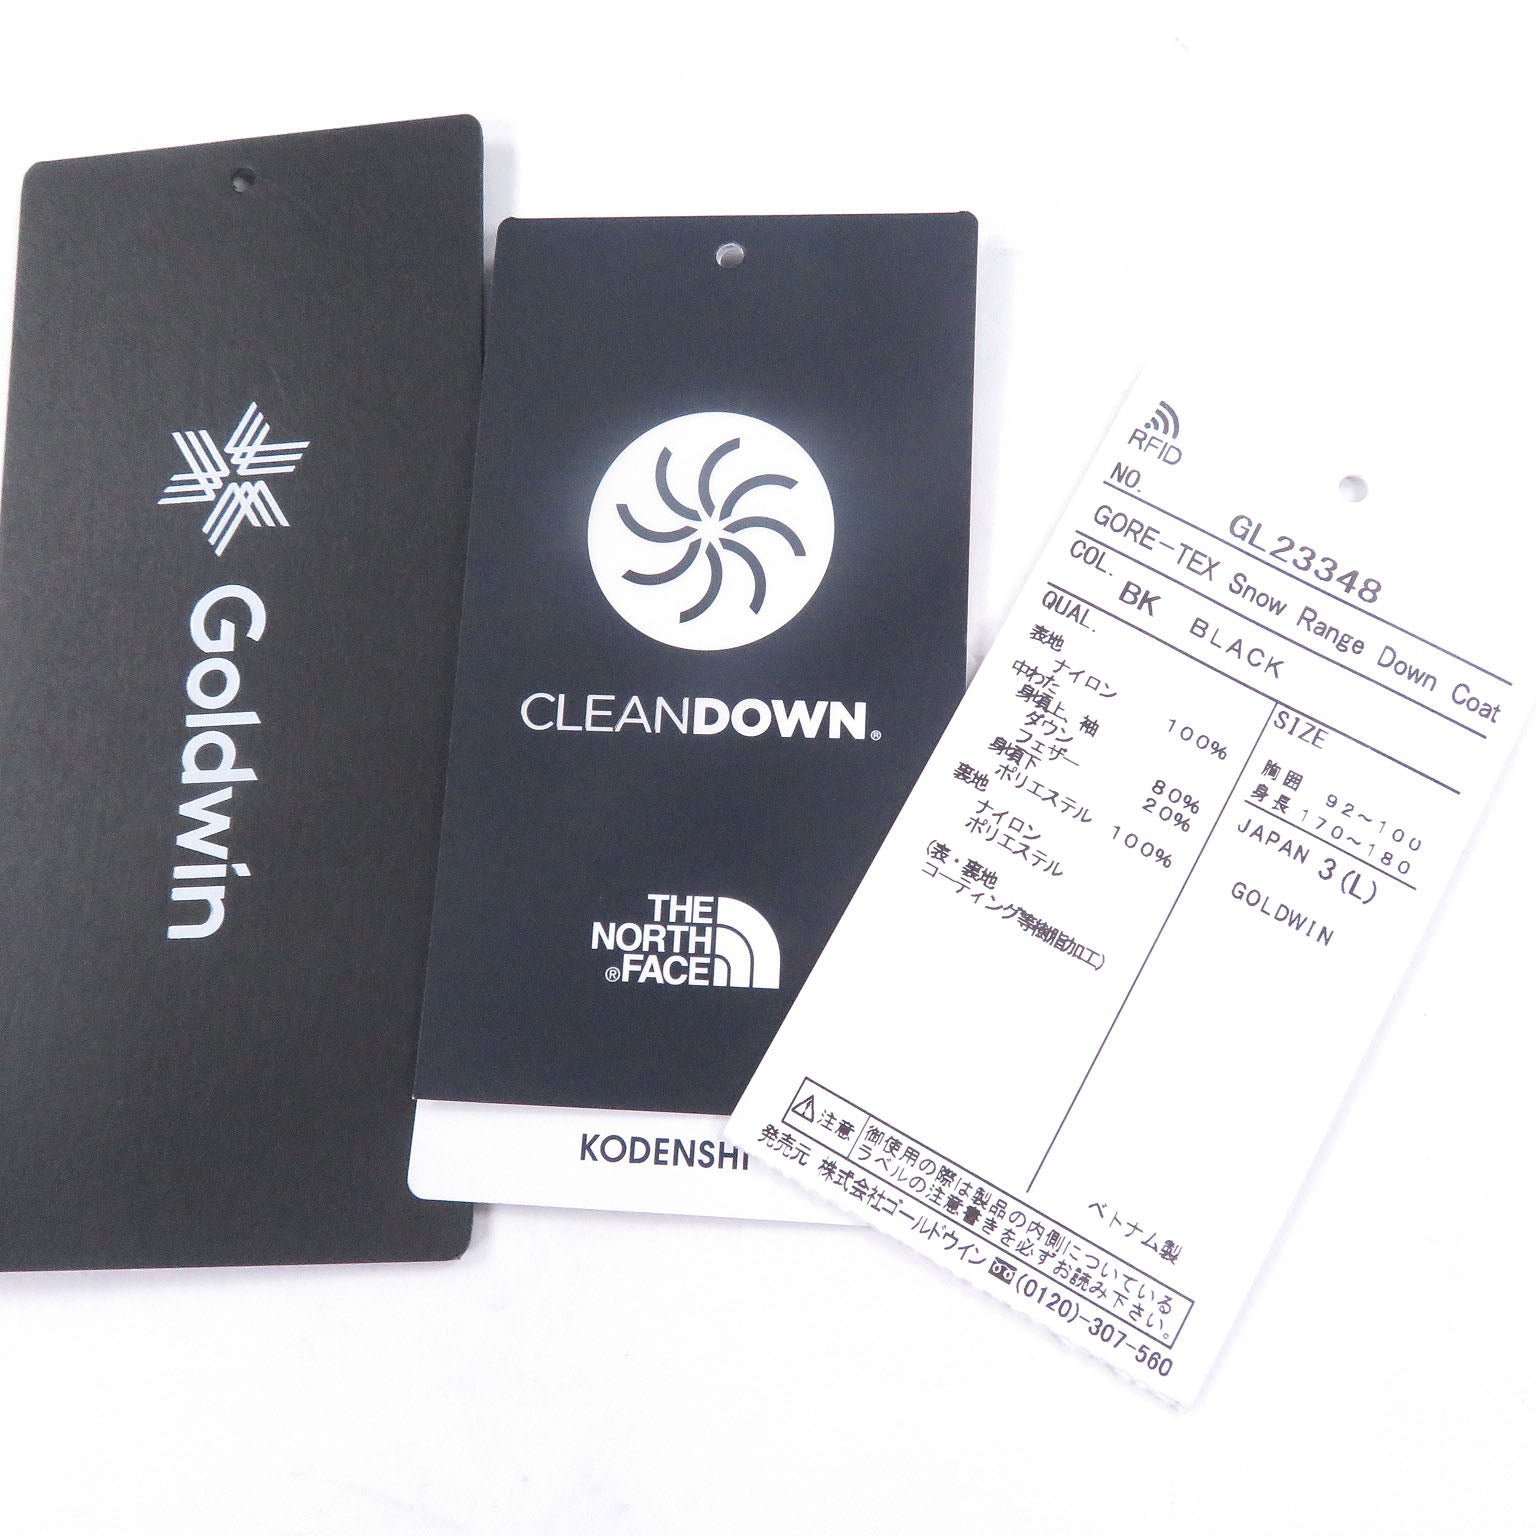 Goldwin
CLEANDOWN®
THE
NORTH
®FACE
KODENSHI
RFID
NO.
GL23348
GORE-TEX Snow Range Down Coat
COL. BK BLACK
QUAL.
表地
ナイロン 100%
中わた
身頃上、袖
ダウン 80%
フェザー 20%
身頃下
ポリエステル 100%
裏地
ナイロン
ポリエステル
(表・裏地
コーティング等樹脂加工)
SIZE
胸囲 92~100
身長 170~180
JAPAN 3(L)
GOLDWIN
ベトナム製
注意
御使用の際は製品の内側についている
ラベルの注意書きを必ずお読み下さい。
発売元 株式会社ゴールドウイン (0120)-307-560